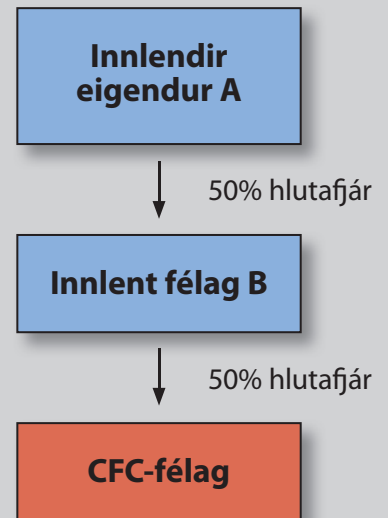 Innlendir
eigendur A
50% hlutafjár
Innlent félag B
50% hlutafjár
CFC-félag